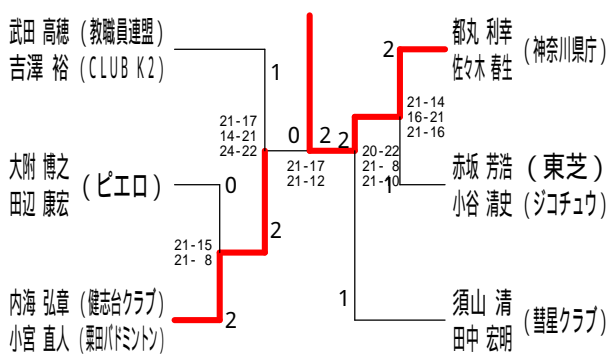 武田 高穂 (教職員連盟)
吉澤 裕 (CLUB K2)
1
21-17
14-21
24-22
大附 博之
田辺 康宏
(ピエロ)
0
21-15
21- 8
2
内海 弘章 (健志台クラブ)
小宮 直人 (栗田バドミントン)
2
0
2
21-17
21-12
都丸 利幸
佐々木 春生
(神奈川県庁)
2
21-14
16-21
21-16
2
20-22
21- 8
21-10
赤坂 芳浩 (東芝)
小谷 清史 (ジコチュウ)
1
須山 清
田中 宏明
(彗星クラブ)
1